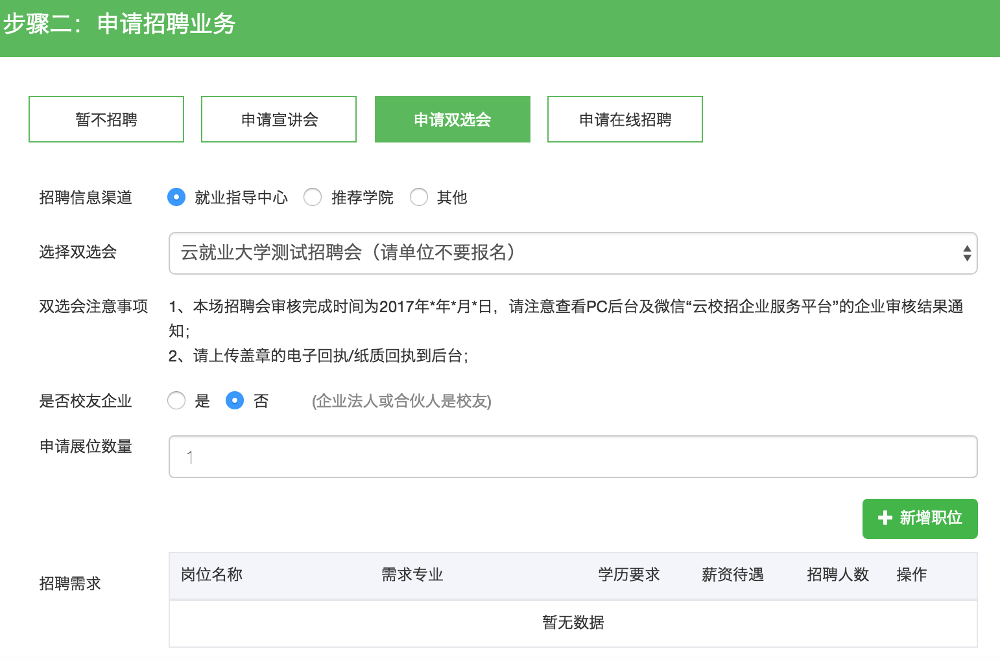 步骤二：申请招聘业务
暂不招聘 申请宣讲会 申请双选会 申请在线招聘
招聘信息渠道 就业指导中心 推荐学院 其他
选择双选会 云就业大学测试招聘会（请单位不要报名）
双选会注意事项 1、本场招聘会审核完成时间为2017年*年*月*日，请注意查看PC后台及微信“云校招企业服务平台”的企业审核结果通
知；
2、请上传盖章的电子回执/纸质回执到后台；
是否校友企业 是 否 (企业法人或合伙人是校友)
申请展位数量 1
新增职位
招聘需求 岗位名称 需求专业 学历要求 薪资待遇 招聘人数 操作
暂无数据